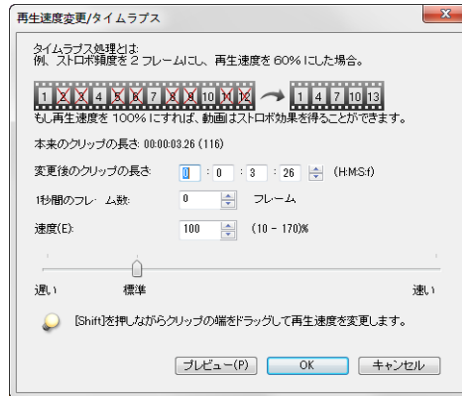 再生速度変更/タイムラプス
タイムラプス処理とは:
例、ストロボ頻度を 2 フレームにし、再生速度を 60% にした場合。
1 2 3 4 5 6 7 8 9 10 11 12 1 4 7 10 13
もし再生速度を 100% にすれば、動画はストロボ効果を得ることができます。
本来のクリップの長さ: 00:00:03.26 (116)
変更後のクリップの長さ: 0 : 0 : 3 : 26 (H:M:S:f)
1秒間のフレーム数: 0 フレーム
速度(E): 100 (10 - 170)%
遅い 標準 速い
[Shift]を押しながらクリップの端をドラッグして再生速度を変更します。
プレビュー(P) OK キャンセル